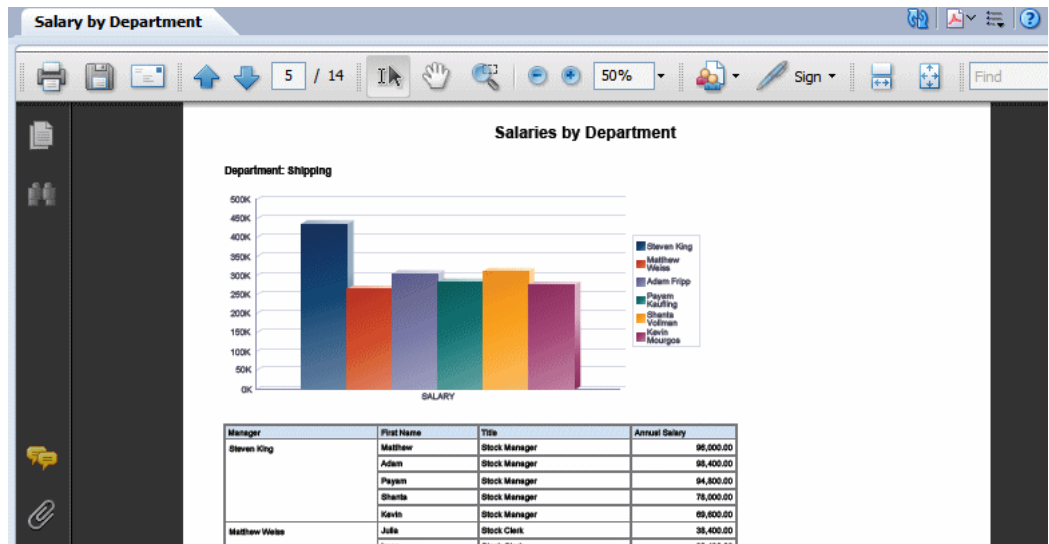 Salary by Department
5 / 14
50%
Sign
Find
Salaries by Department
Department: Shipping
500K
450K
400K
350K
300K
250K
200K
150K
100K
50K
0K
SALARY
Steven King
Matthew
Weiss
Adam Fripp
Payam
Kaufling
Shanta
Vollman
Kevin
Mourgos
Manager First Name Title Annual Salary
Steven King Matthew Stock Manager 96,000.00
Adam Stock Manager 98,400.00
Payam Stock Manager 94,800.00
Shanta Stock Manager 78,000.00
Kevin Stock Manager 69,600.00
Matthew Weiss Julia Stock Clerk 38,400.00